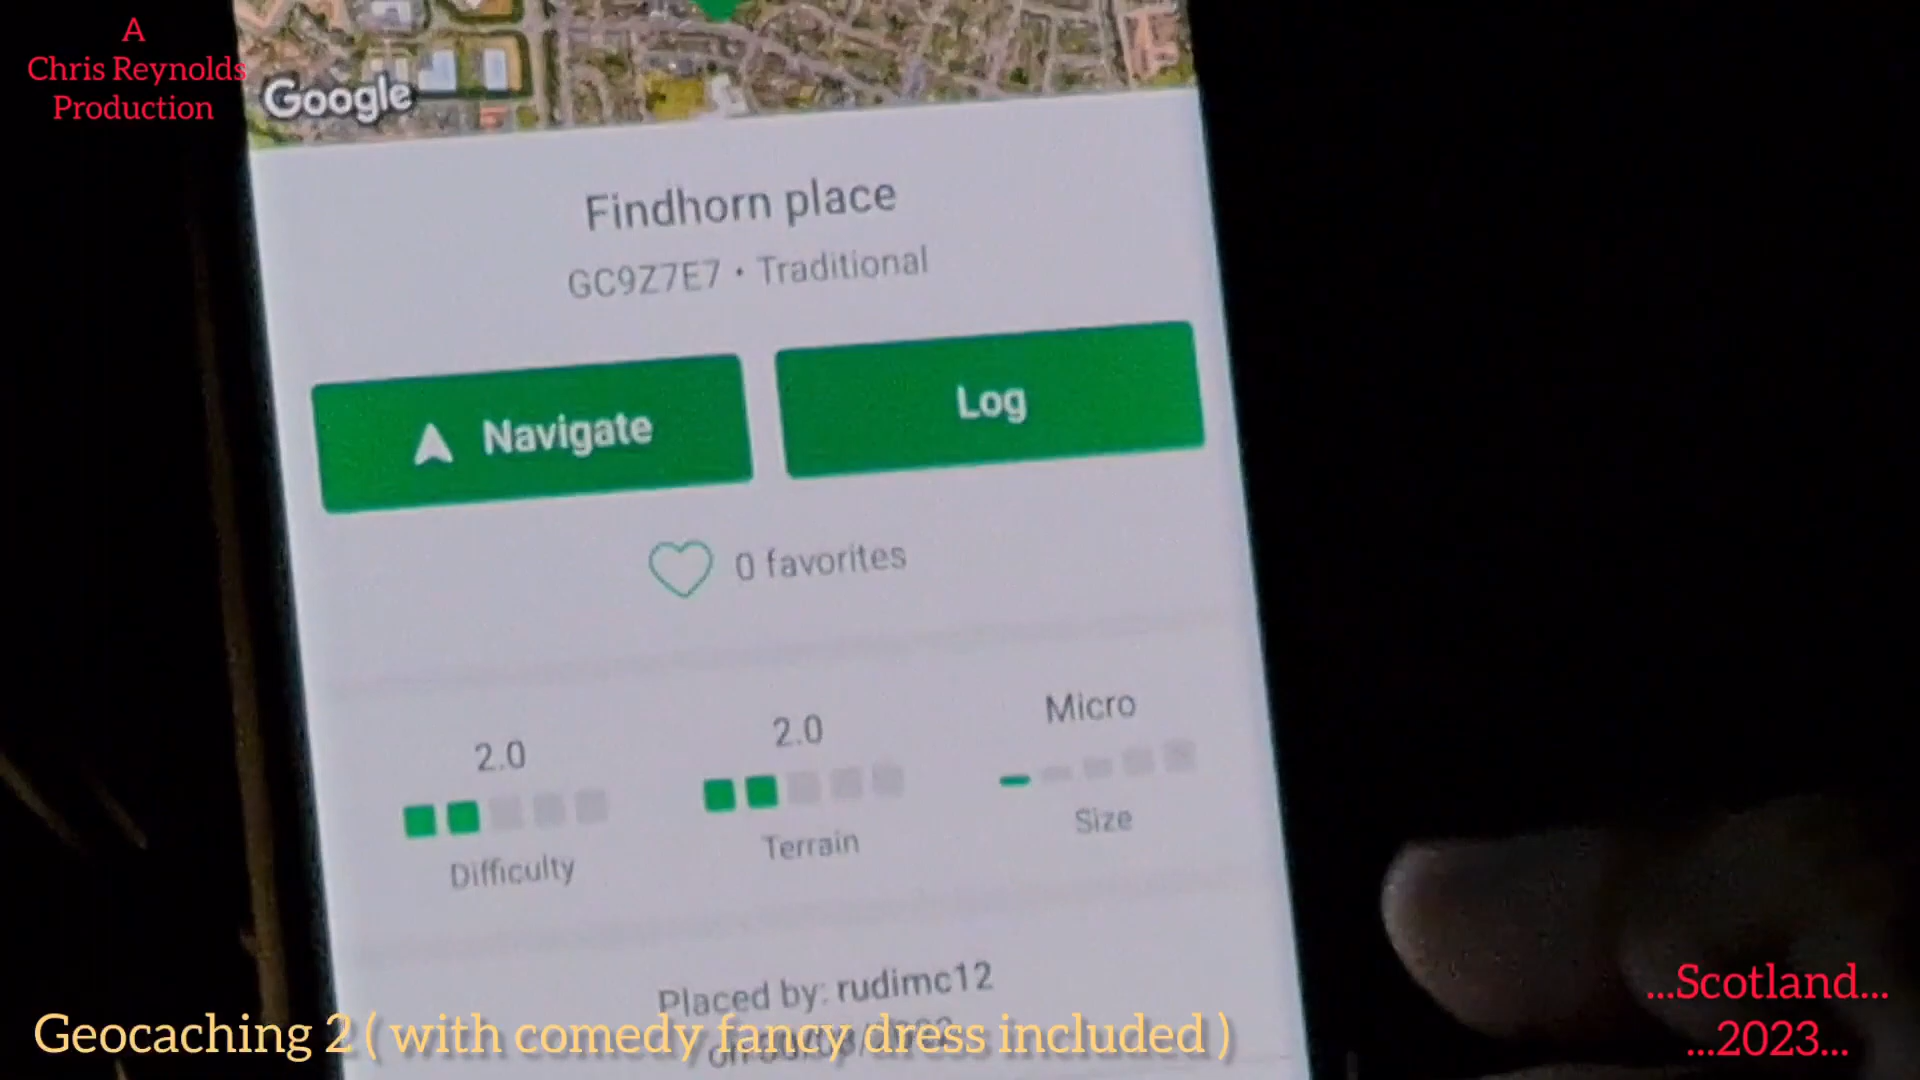 A
Chris Reynolds
Production
Google
Findhorn place
GC9Z7E7 • Traditional
Navigate
Log
0 favorites
2.0
2.0
Micro
Difficulty
Terrain
Size
Placed by: rudimc12
Geocaching 2 ( with comedy fancy dress included )
...Scotland...
...2023...